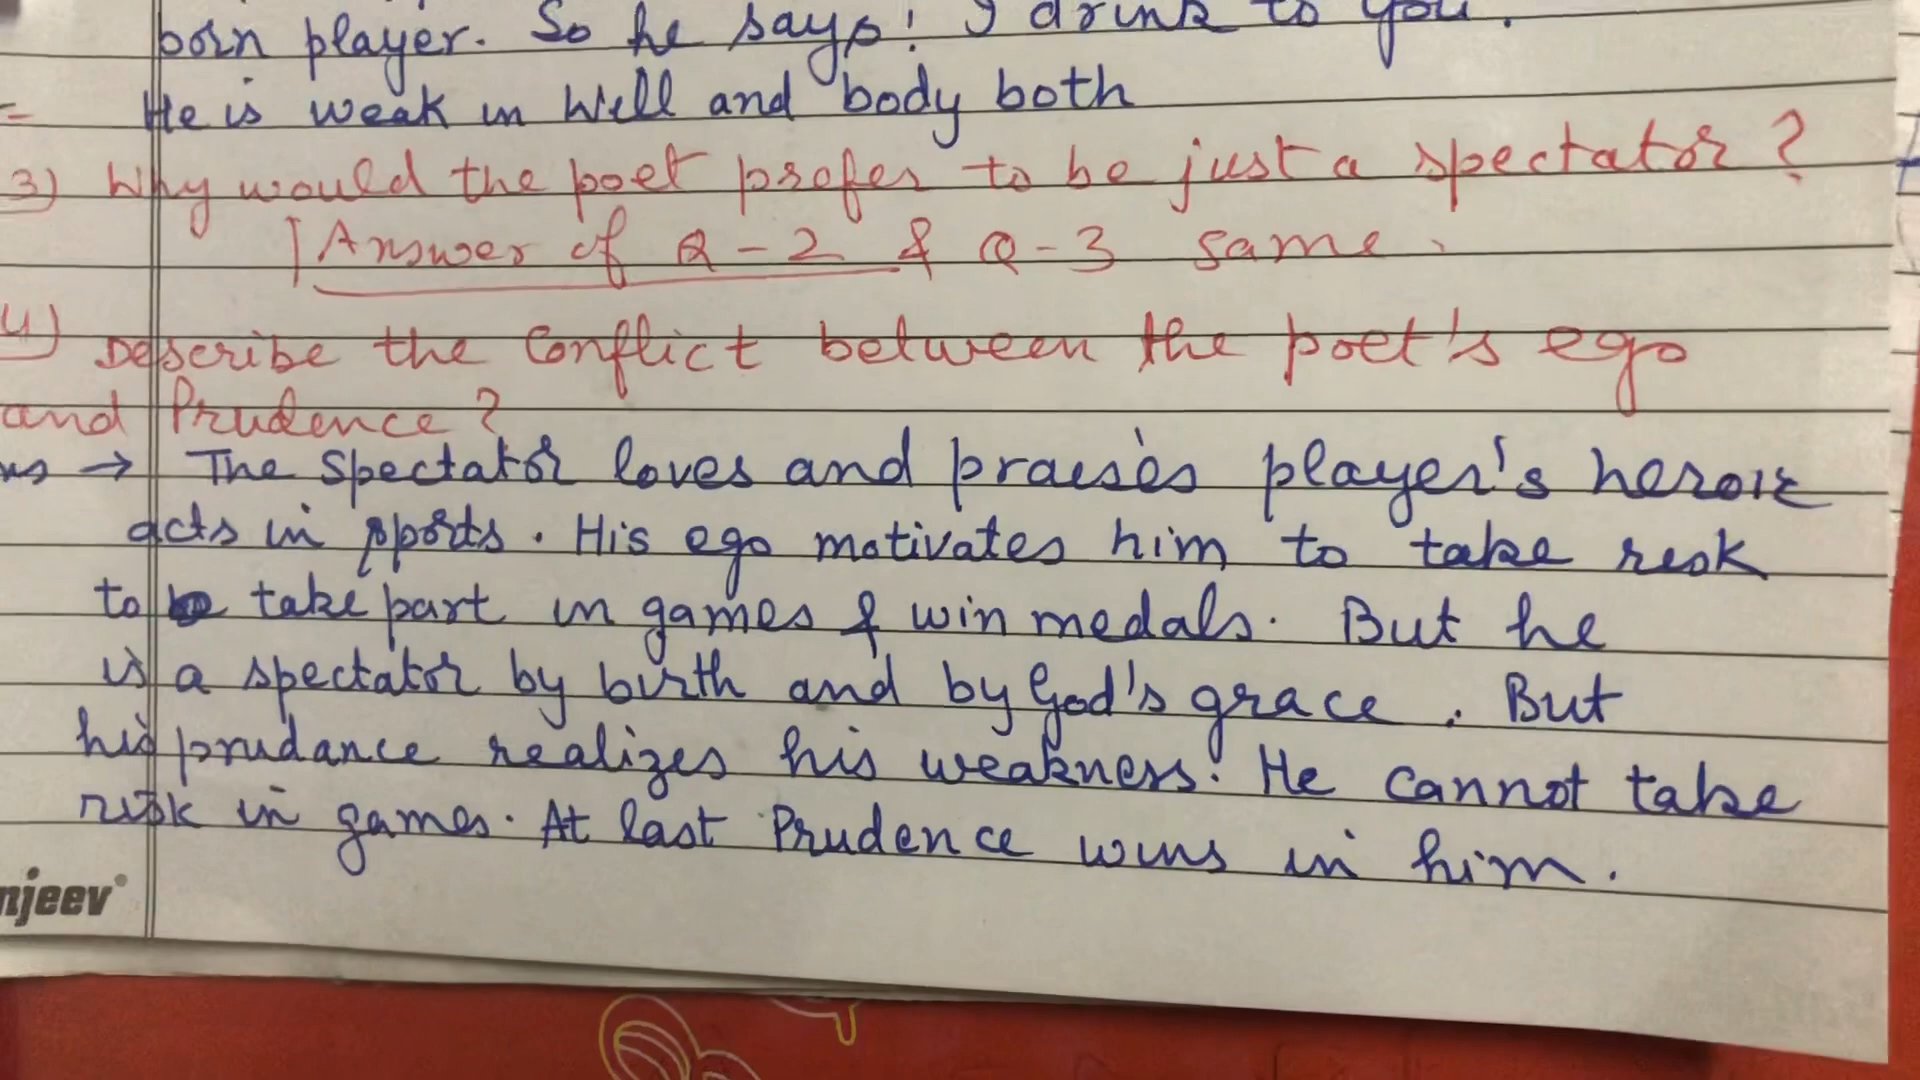 born player. So he says! I drink to you.
He is weak in Will and body both
3) Why would the poet prefer to be just a spectator?
Answer of Q-2 & Q-3 same.
4) Describe the Conflict between the poet's ego
and Prudence?
ns → The Spectator loves and praises player's heroic
acts in sports. His ego motivates him to take risk
to take part in games & win medals. But he
is a spectator by birth and by God's grace. But
his prudance realizes his weakness. He cannot take
risk in games. At last Prudence wins in him.
njeev